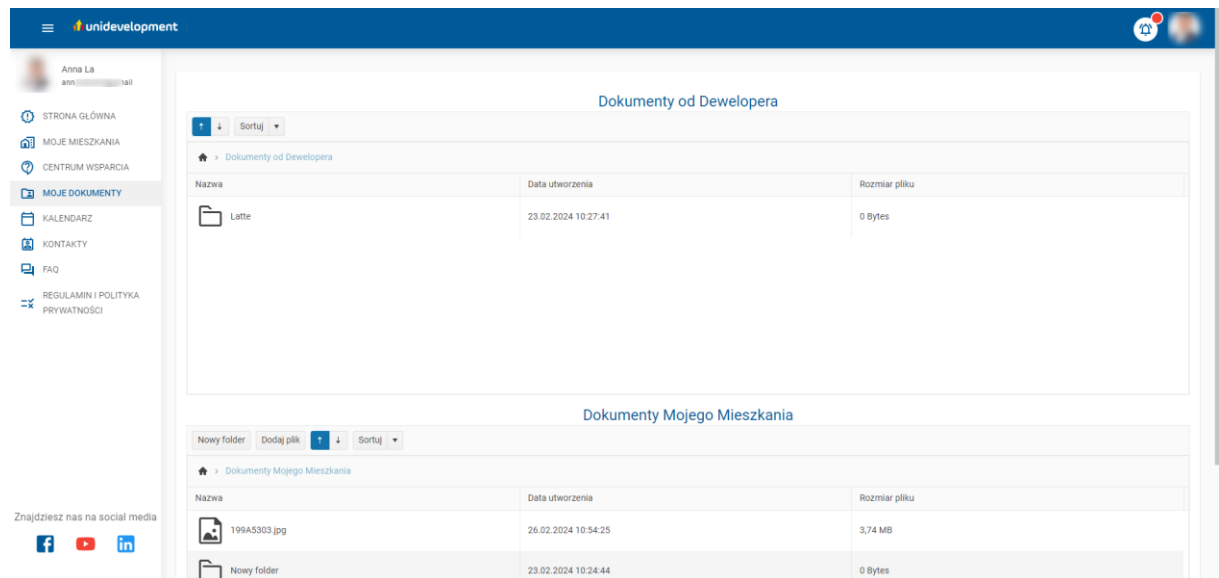 unidevelopment
Anna La
ann
ail
STRONA GŁÓWNA
MOJE MIESZKANIA
CENTRUM WSPARCIA
MOJE DOKUMENTY
KALENDARZ
KONTAKTY
FAQ
REGULAMIN I POLITYKA
PRYWATNOŚCI
Znajdziesz nas na social media
Dokumenty od Dewelopera
Sortuj
> Dokumenty od Dewelopera
Nazwa Data utworzenia Rozmiar pliku
Latte 23.02.2024 10:27:41 0 Bytes
Dokumenty Mojego Mieszkania
Nowy folder Dodaj plik Sortuj
> Dokumenty Mojego Mieszkania
Nazwa Data utworzenia Rozmiar pliku
199A5303.jpg 26.02.2024 10:54:25 3,74 MB
Nowy folder 23.02.2024 10:24:44 0 Bytes